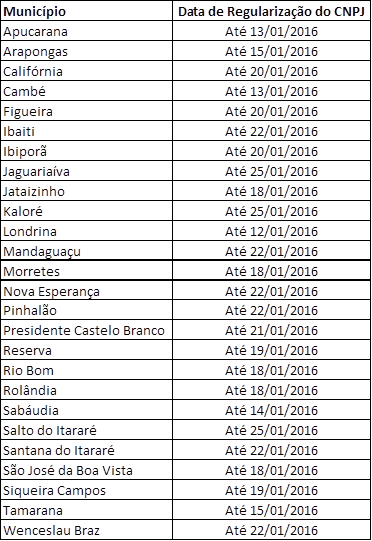 Município Data de Regularização do CNPJ
Apucarana Até 13/01/2016
Arapongas Até 15/01/2016
Califórnia Até 20/01/2016
Cambé Até 13/01/2016
Figueira Até 20/01/2016
Ibaiti Até 22/01/2016
Ibiporã Até 20/01/2016
Jaguariaíva Até 25/01/2016
Jataizinho Até 18/01/2016
Kaloré Até 25/01/2016
Londrina Até 12/01/2016
Mandaguaçu Até 22/01/2016
Morretes Até 18/01/2016
Nova Esperança Até 22/01/2016
Pinhalão Até 22/01/2016
Presidente Castelo Branco Até 21/01/2016
Reserva Até 19/01/2016
Rio Bom Até 18/01/2016
Rolândia Até 18/01/2016
Sabáudia Até 14/01/2016
Salto do Itararé Até 25/01/2016
Santana do Itararé Até 22/01/2016
São José da Boa Vista Até 18/01/2016
Siqueira Campos Até 19/01/2016
Tamarana Até 15/01/2016
Wenceslau Braz Até 22/01/2016